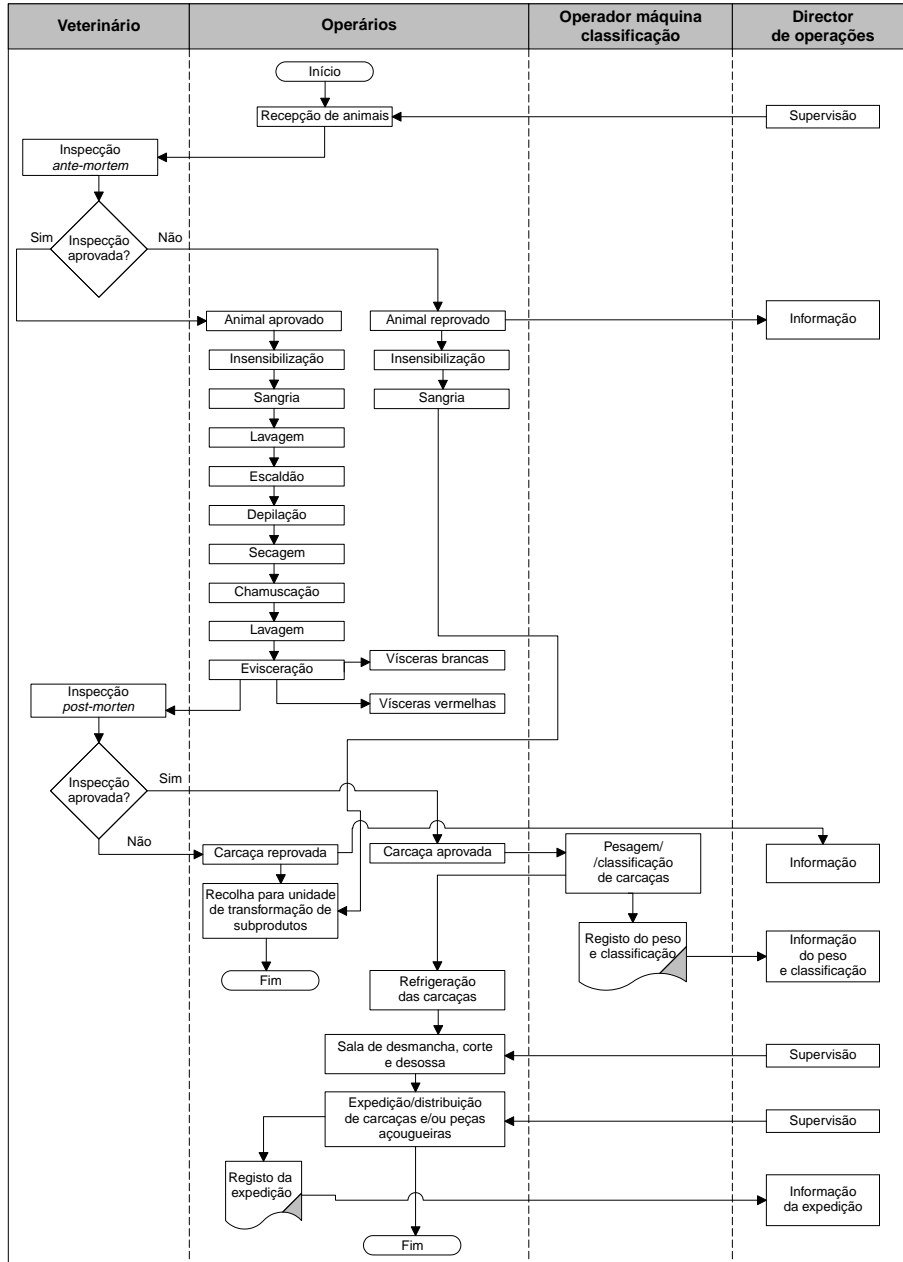 Veterinário
Operários
Operador máquina
classificação
Director
de operações
Início
Recepção de animais
Supervisão
Inspecção
ante-mortem
Sim
Inspecção
aprovada?
Não
Animal aprovado
Animal reprovado
Informação
Insensibilização
Insensibilização
Sangria
Sangria
Lavagem
Escaldão
Depilação
Secagem
Chamuscação
Lavagem
Evisceração
Vísceras brancas
Vísceras vermelhas
Inspecção
post-morten
Inspecção
aprovada?
Sim
Não
Carcaça reprovada
Carcaça aprovada
Pesagem/
/classificação
de carcaças
Informação
Recolha para unidade
de transformação de
subprodutos
Registo do peso
e classificação
Informação
do peso
e classificação
Fim
Refrigeração
das carcaças
Sala de desmancha, corte
e desossa
Supervisão
Expedição/distribuição
de carcaças e/ou peças
açougueiras
Supervisão
Registo da
expedição
Informação
da expedição
Fim